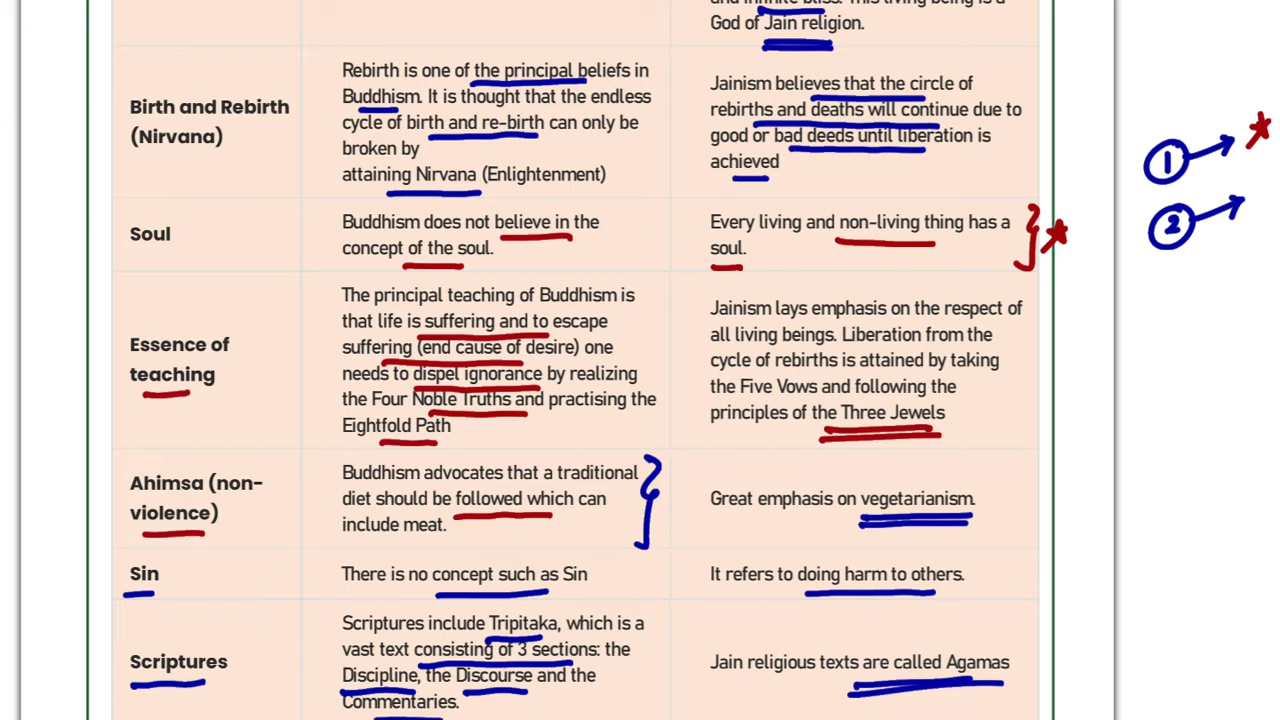 and infinite bliss. This living being is a
God of Jain religion.
Birth and Rebirth
(Nirvana)
Rebirth is one of the principal beliefs in
Buddhism. It is thought that the endless
cycle of birth and re-birth can only be
broken by
attaining Nirvana (Enlightenment)
Jainism believes that the circle of
rebirths and deaths will continue due to
good or bad deeds until liberation is
achieved
Soul
Buddhism does not believe in the
concept of the soul.
Every living and non-living thing has a
soul.
Essence of
teaching
The principal teaching of Buddhism is
that life is suffering and to escape
suffering (end cause of desire) one
needs to dispel ignorance by realizing
the Four Noble Truths and practising the
Eightfold Path
Jainism lays emphasis on the respect of
all living beings. Liberation from the
cycle of rebirths is attained by taking
the Five Vows and following the
principles of the Three Jewels
Ahimsa (non-
violence)
Buddhism advocates that a traditional
diet should be followed which can
include meat.
Great emphasis on vegetarianism.
Sin
There is no concept such as Sin
It refers to doing harm to others.
Scriptures
Scriptures include Tripitaka, which is a
vast text consisting of 3 sections: the
Discipline, the Discourse and the
Commentaries.
Jain religious texts are called Agamas
1
2